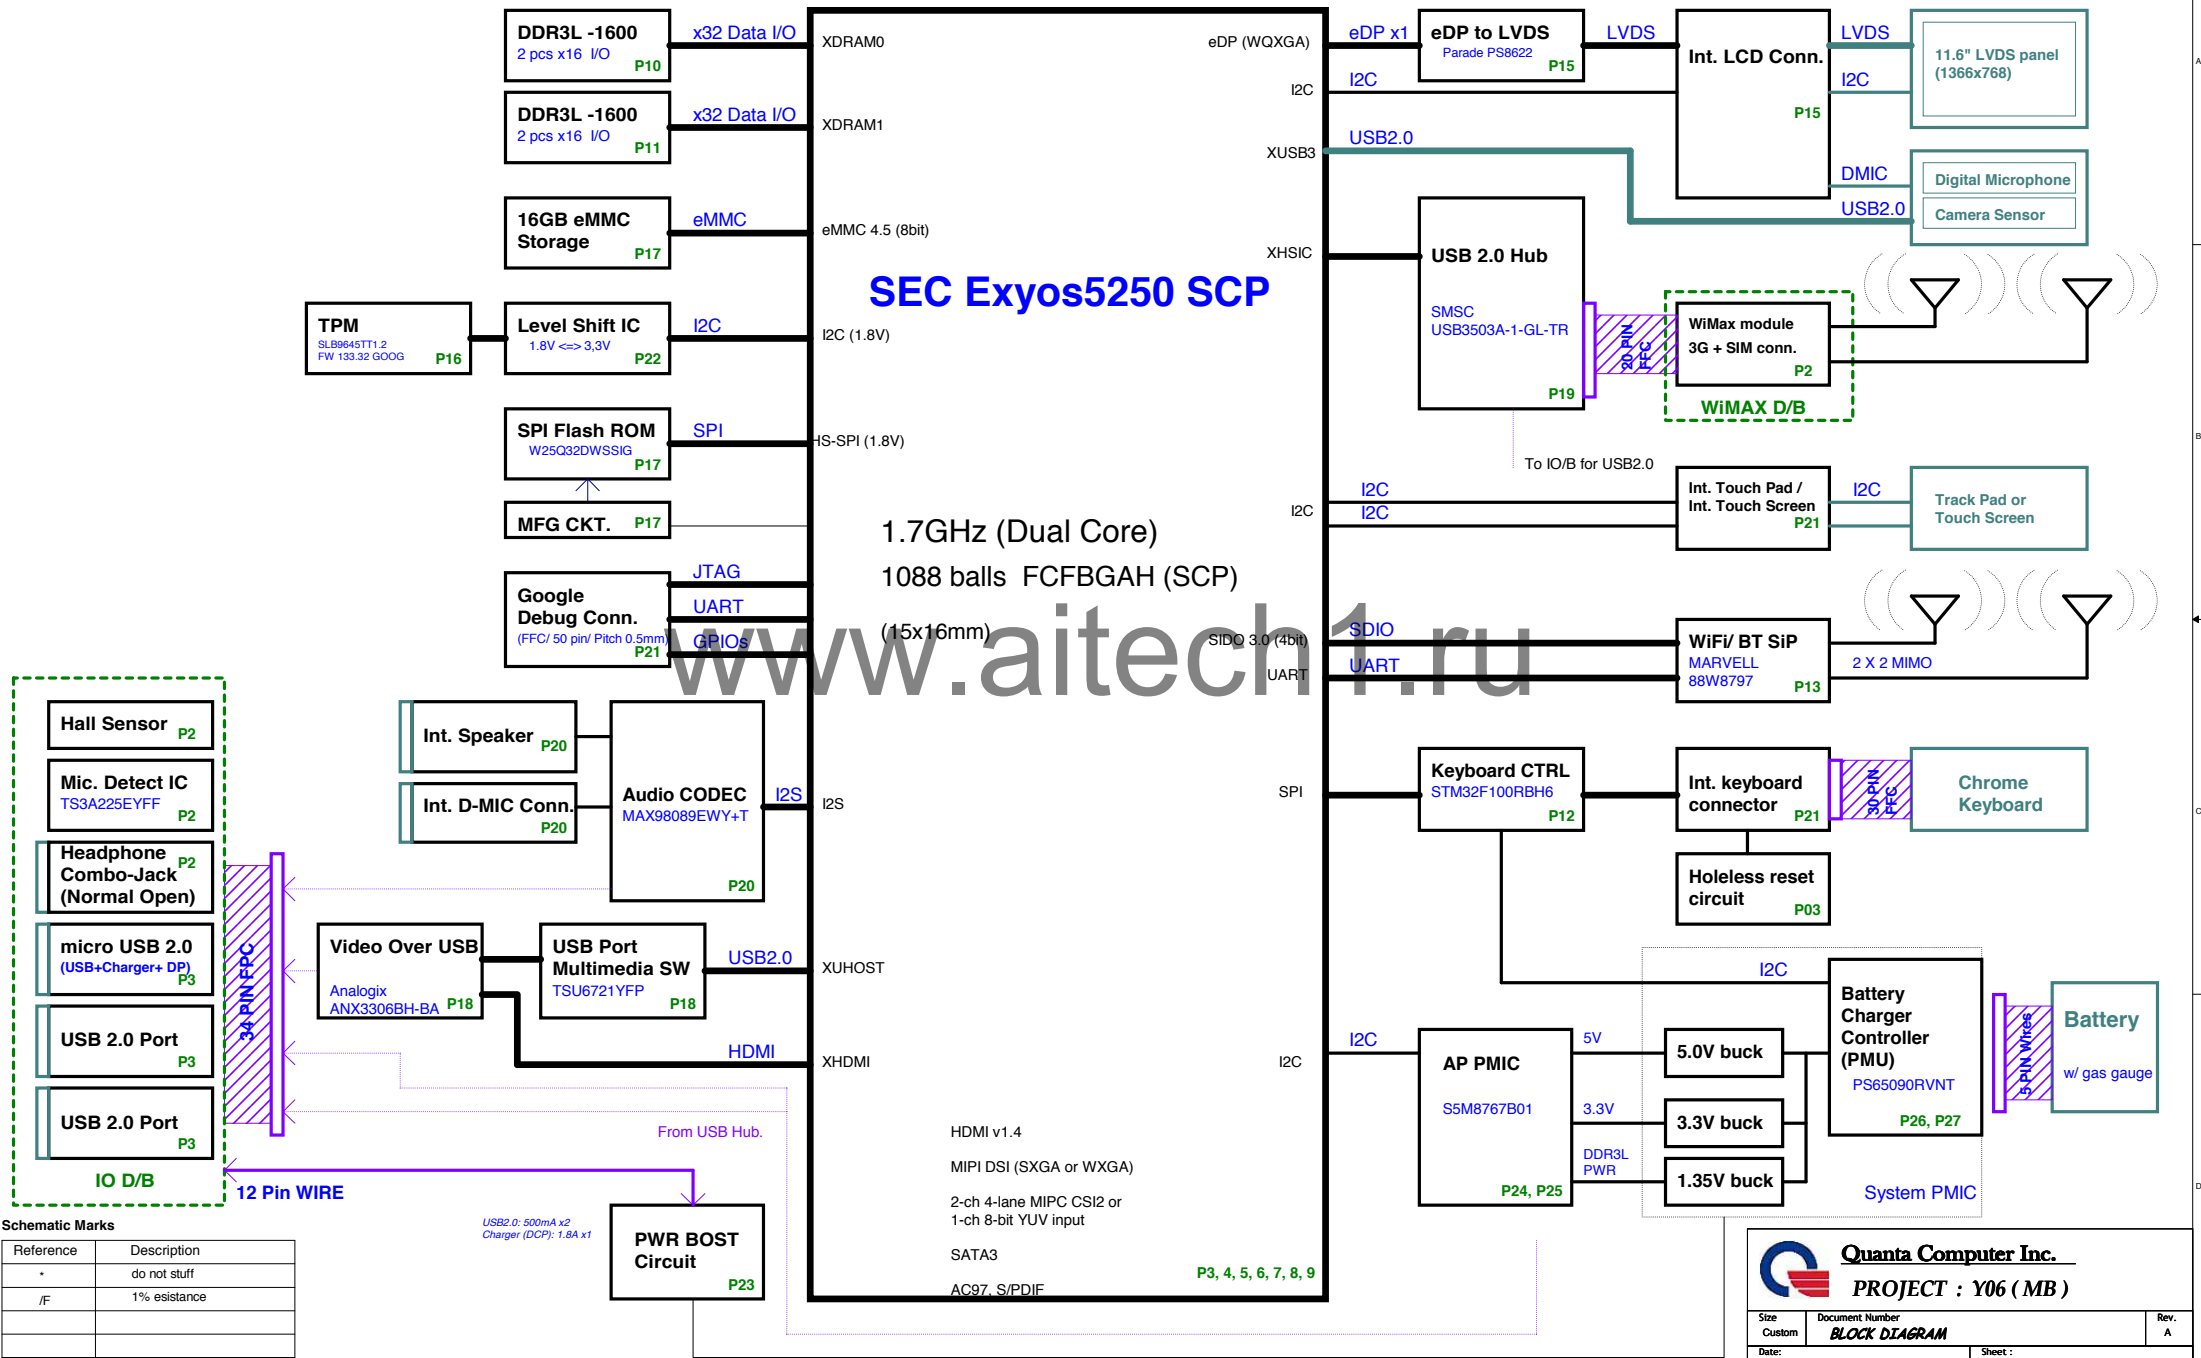 DDR3L -1600
2 pcs x16 I/O
P10
x32 Data I/O
XDRAM0
DDR3L -1600
2 pcs x16 I/O
P11
x32 Data I/O
XDRAM1
16GB eMMC
Storage
P17
eMMC
eMMC 4.5 (8bit)
TPM
SLB9645TT1.2
FW 133.32 GOOG
P16
Level Shift IC
1.8V <=> 3,3V
P22
I2C
I2C (1.8V)
SPI Flash ROM
W25Q32DWSSIG
P17
SPI
HS-SPI (1.8V)
MFG CKT.
P17
Google
Debug Conn.
(FFC/ 50 pin/ Pitch 0.5mm)
P21
JTAG
UART
GPIOs
SEC Exyos5250 SCP
1.7GHz (Dual Core)
1088 balls FCFBGAH (SCP)
(15x16mm)
www.aitech1.ru
eDP (WQXGA)
eDP x1
eDP to LVDS
Parade PS8622
P15
LVDS
Int. LCD Conn.
P15
LVDS
11.6" LVDS panel
(1366x768)
I2C
I2C
I2C
XUSB3
USB2.0
DMIC
Digital Microphone
USB2.0
Camera Sensor
XHSIC
USB 2.0 Hub
SMSC
USB3503A-1-GL-TR
P19
20 PIN
FFC
WiMax module
3G + SIM conn.
P2
WiMAX D/B
To IO/B for USB2.0
I2C
I2C
I2C
Int. Touch Pad /
Int. Touch Screen
P21
I2C
Track Pad or
Touch Screen
SIDO 3.0 (4bit)
SDIO
UART
UART
WiFi/ BT SiP
MARVELL
88W8797
P13
2 X 2 MIMO
SPI
Keyboard CTRL
STM32F100RBH6
P12
Int. keyboard
connector
P21
30 PIN
FFC
Chrome
Keyboard
Holeless reset
circuit
P03
Hall Sensor
P2
Mic. Detect IC
TS3A225EYFF
P2
Headphone
Combo-Jack
(Normal Open)
P2
micro USB 2.0
(USB+Charger+ DP)
P3
USB 2.0 Port
P3
USB 2.0 Port
P3
IO D/B
34 PIN FPC
Int. Speaker
P20
Int. D-MIC Conn.
P20
Audio CODEC
MAX98089EWY+T
P20
I2S
I2S
Video Over USB
Analogix
ANX3306BH-BA
P18
USB Port
Multimedia SW
TSU6721YFP
P18
USB2.0
XUHOST
HDMI
XHDMI
From USB Hub.
12 Pin WIRE
USB2.0: 500mA x2
Charger (DCP): 1.8A x1
PWR BOST
Circuit
P23
HDMI v1.4
MIPI DSI (SXGA or WXGA)
2-ch 4-lane MIPC CSI2 or
1-ch 8-bit YUV input
SATA3
AC97, S/PDIF
P3, 4, 5, 6, 7, 8, 9
I2C
I2C
AP PMIC
S5M8767B01
P24, P25
5V
3.3V
DDR3L
PWR
5.0V buck
3.3V buck
1.35V buck
I2C
Battery
Charger
Controller
(PMU)
PS65090RVNT
P26, P27
System PMIC
5 PIN Wires
Battery
w/ gas gauge
Schematic Marks
Reference
Description
*
do not stuff
/F
1% esistance
Quanta Computer Inc.
PROJECT : Y06 ( MB )
Size
Custom
Document Number
BLOCK DIAGRAM
Rev.
A
Date:
Sheet :
A
B
C
D